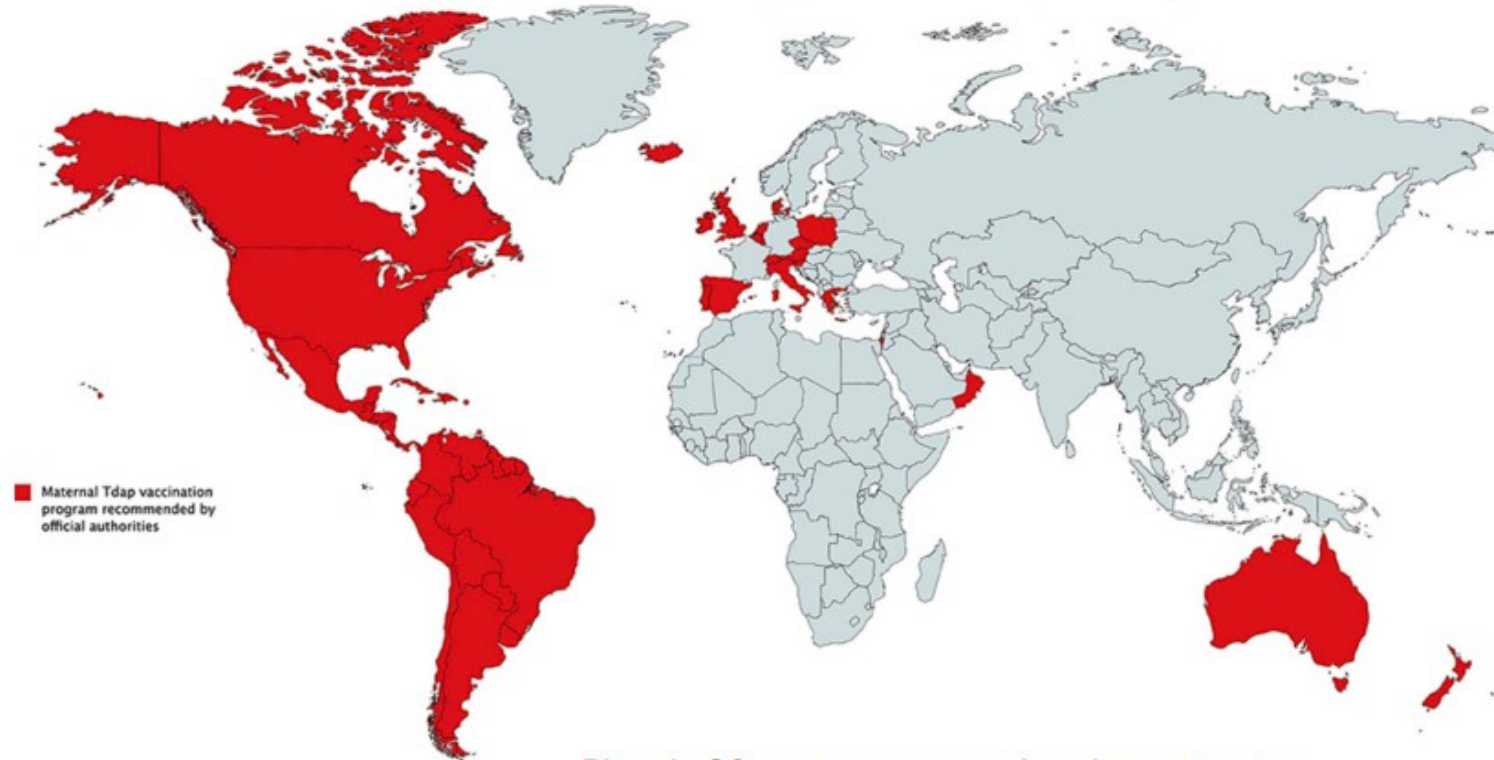 Maternal Tdap vaccination
program recommended by
official authorities